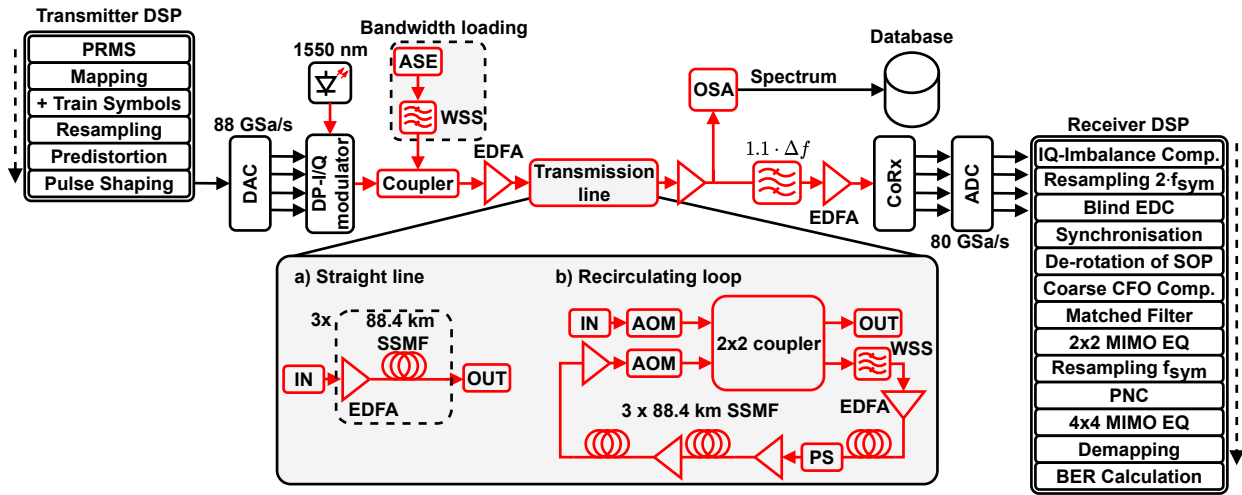 Transmitter DSP
PRMS
Mapping
+ Train Symbols
Resampling
Predistortion
Pulse Shaping
88 GSa/s
DAC
1550 nm
DP-I/Q
modulator
Bandwidth loading
ASE
WSS
Coupler
EDFA
Transmission
line
OSA
Spectrum
Database
1.1 · Δf
EDFA
CoRx
ADC
80 GSa/s
Receiver DSP
IQ-Imbalance Comp.
Resampling 2·fsym
Blind EDC
Synchronisation
De-rotation of SOP
Coarse CFO Comp.
Matched Filter
2x2 MIMO EQ
Resampling fsym
PNC
4x4 MIMO EQ
Demapping
BER Calculation
a) Straight line
3x
88.4 km
SSMF
IN
OUT
EDFA
b) Recirculating loop
IN
AOM
AOM
2x2 coupler
OUT
WSS
EDFA
3 x 88.4 km SSMF
PS